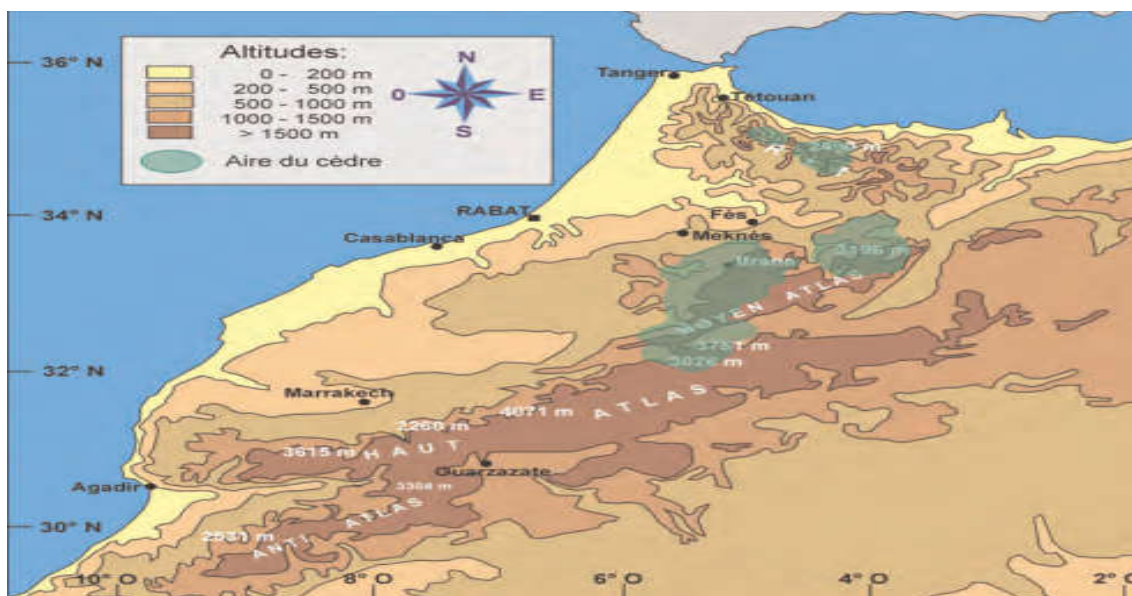 Altitudes:
0 - 200 m
200 - 500 m
500 - 1000 m
1000 - 1500 m
> 1500 m
Aire du cèdre
N
O
E
S
36° N
34° N
32° N
30° N
Tanger
Tétouan
RABAT
Casablanca
Fès
Meknès
3195 m
MOYEN ATLAS
3751 m
3026 m
Marrakech
4071 m
2260 m
3615 m
HAUT ATLAS
Ouarzazate
Agadir
2531 m
ANTI ATLAS
10° O
8° O
6° O
4° O
2° O